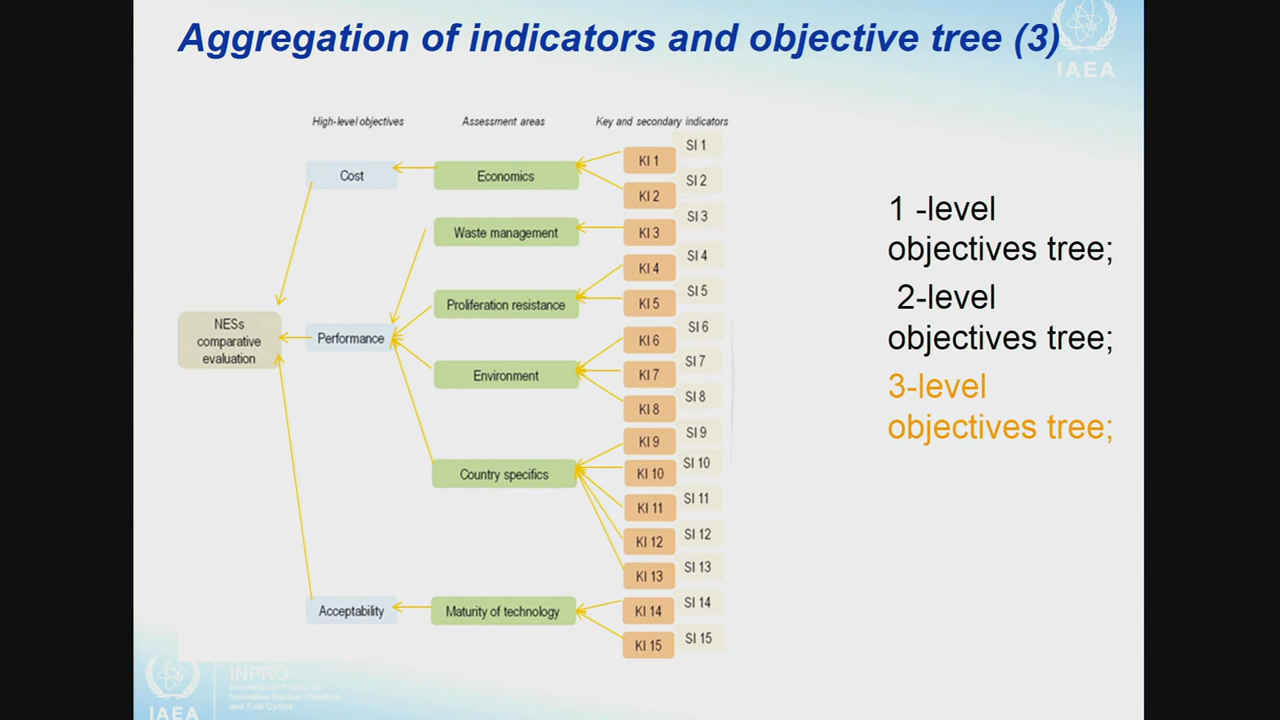 Aggregation of indicators and objective tree (3)
IAEA
High-level objectives
Assessment areas
Key and secondary indicators
Cost
Economics
KI 1
SI 1
KI 2
SI 2
Waste management
KI 3
SI 3
KI 4
SI 4
Proliferation resistance
KI 5
SI 5
NESs
comparative
evaluation
Performance
KI 6
SI 6
Environment
KI 7
SI 7
KI 8
SI 8
KI 9
SI 9
Country specifics
KI 10
SI 10
KI 11
SI 11
KI 12
SI 12
KI 13
SI 13
Acceptability
Maturity of technology
KI 14
SI 14
KI 15
SI 15
1 -level
objectives tree;
2-level
objectives tree;
3-level
objectives tree;
INPRO
International Project on
Innovative Nuclear Reactors
and Fuel Cycles
IAEA